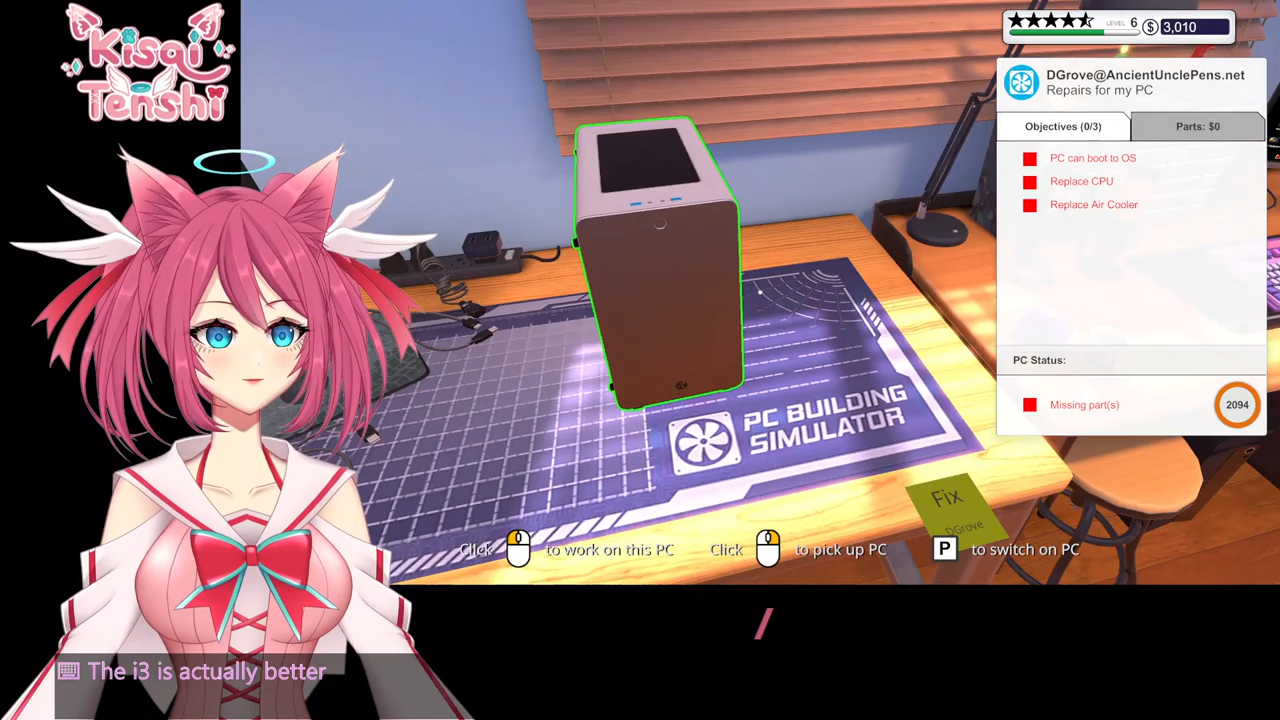 Kisai
Tenshi
LEVEL 6
$ 3,010
DGrove@AncientUnclePens.net
Repairs for my PC
Objectives (0/3)
Parts: $0
PC can boot to OS
Replace CPU
Replace Air Cooler
PC Status:
Missing part(s)
2094
PC BUILDING
SIMULATOR
Fix
DGrove
Click to work on this PC
Click to pick up PC
P to switch on PC
/
The i3 is actually better